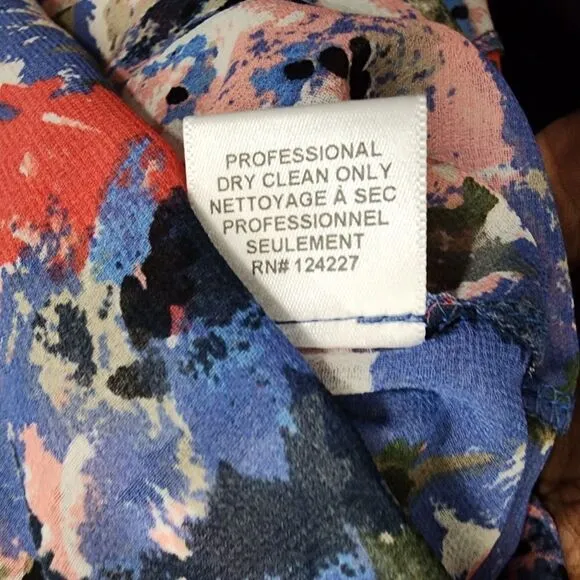 PROFESSIONAL
DRY CLEAN ONLY
NETTOYAGE À SEC
PROFESSIONNEL
SEULEMENT
RN# 124227